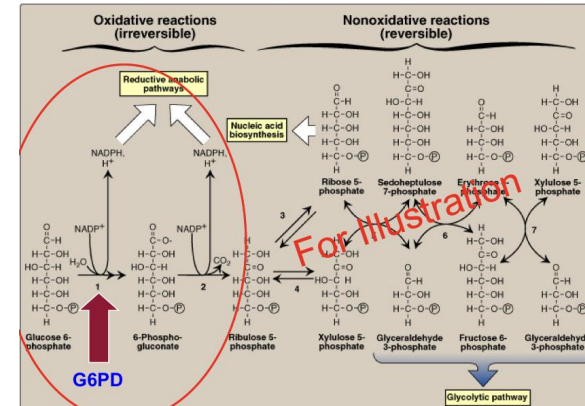 Oxidative reactions
(irreversible)
Nonoxidative reactions
(reversible)
Reductive anabolic
pathways
Nucleic acid
biosynthesis
NADPH,
H+
NADPH,
H+
NADP+
NADP+
H2O
CO2
1
2
3
4
6
7
Ribose 5-
phosphate
Sedoheptulose
7-phosphate
Erythrose 4-
phosphate
Xylulose 5-
phosphate
For Illustration
Glucose 6-
phosphate
6-Phospho-
gluconate
Ribulose 5-
phosphate
Xylulose 5-
phosphate
Glyceraldehyde
3-phosphate
Fructose 6-
phosphate
Glyceraldehyde
3-phosphate
G6PD
Glycolytic pathway